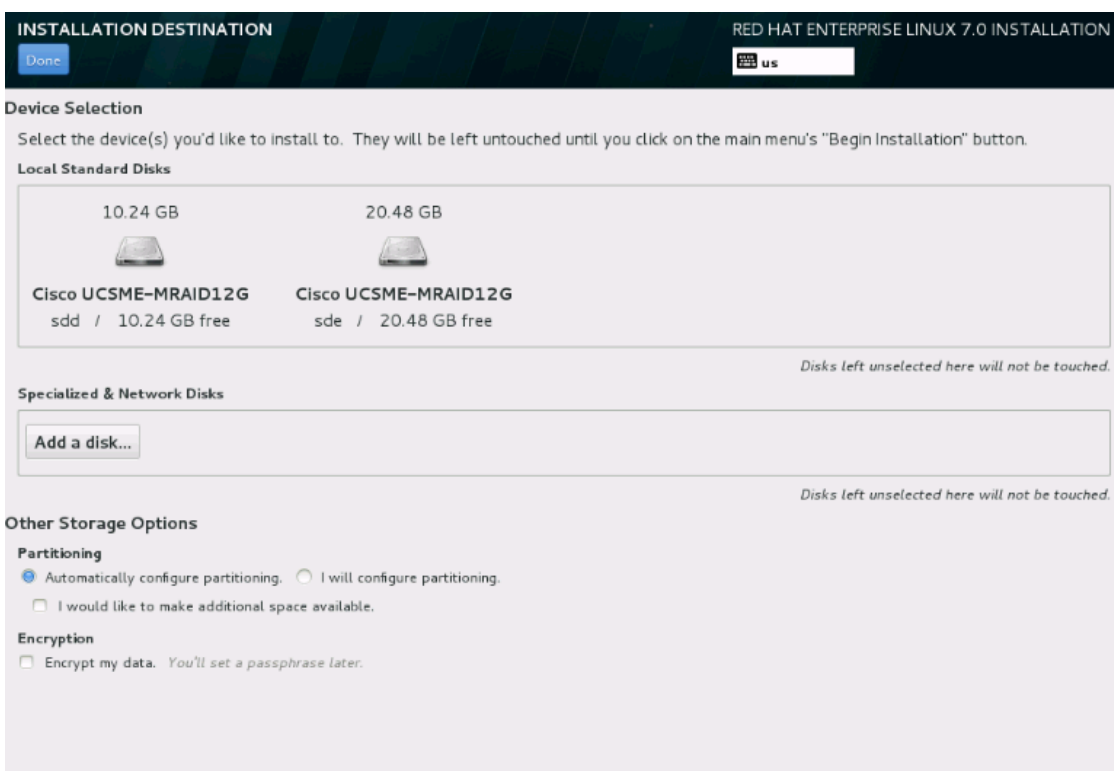 INSTALLATION DESTINATION
RED HAT ENTERPRISE LINUX 7.0 INSTALLATION
Done
us
Device Selection
Select the device(s) you'd like to install to.  They will be left untouched until you click on the main menu's "Begin Installation" button.
Local Standard Disks
10.24 GB
20.48 GB
Cisco UCSME-MRAID12G
Cisco UCSME-MRAID12G
sdd / 10.24 GB free
sde / 20.48 GB free
Disks left unselected here will not be touched.
Specialized & Network Disks
Add a disk...
Disks left unselected here will not be touched.
Other Storage Options
Partitioning
Automatically configure partitioning. I will configure partitioning.
I would like to make additional space available.
Encryption
Encrypt my data. You'll set a passphrase later.